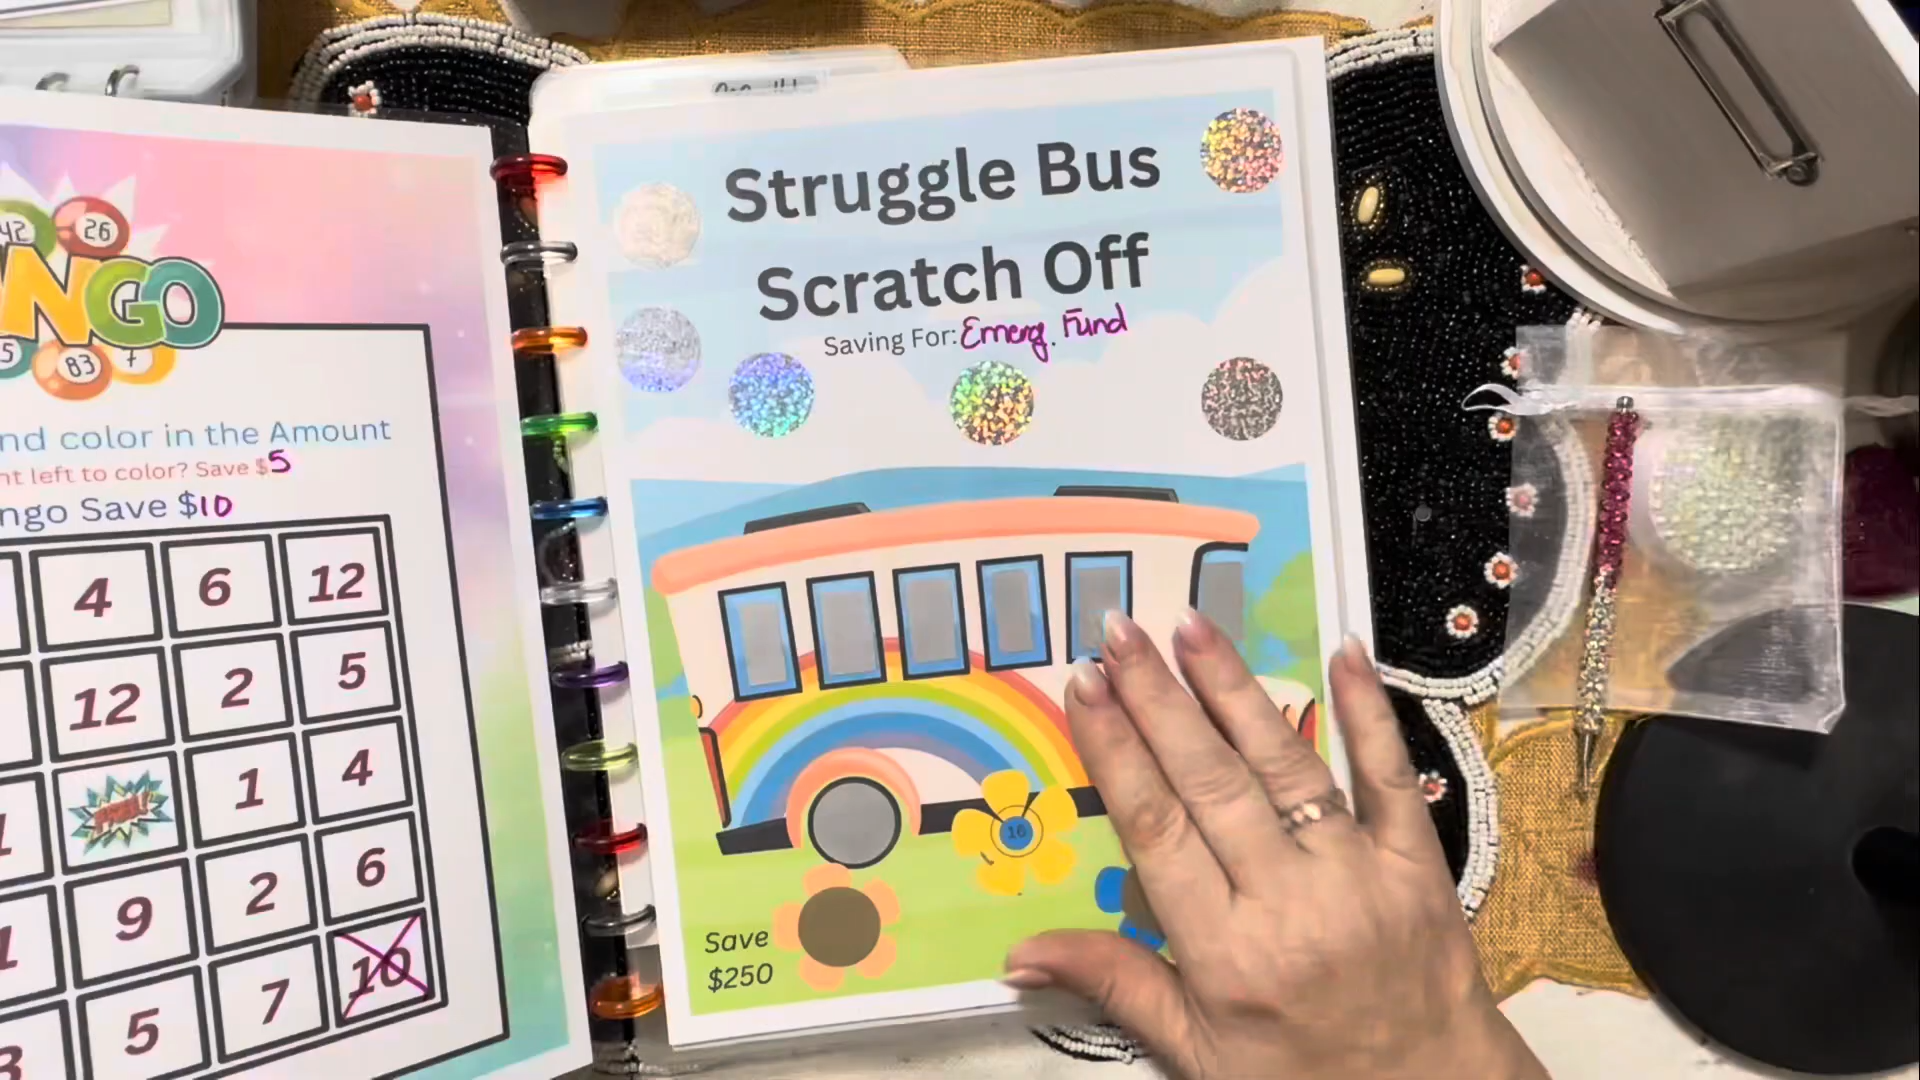 42
26
NGO
5
83
7
nd color in the Amount
nt left to color? Save $5
ngo Save $10
4 6 12
12 2 5
1 4
9 2 6
5 7 10
Struggle Bus
Scratch Off
Saving For: Emerg. Fund
16
Save
$250